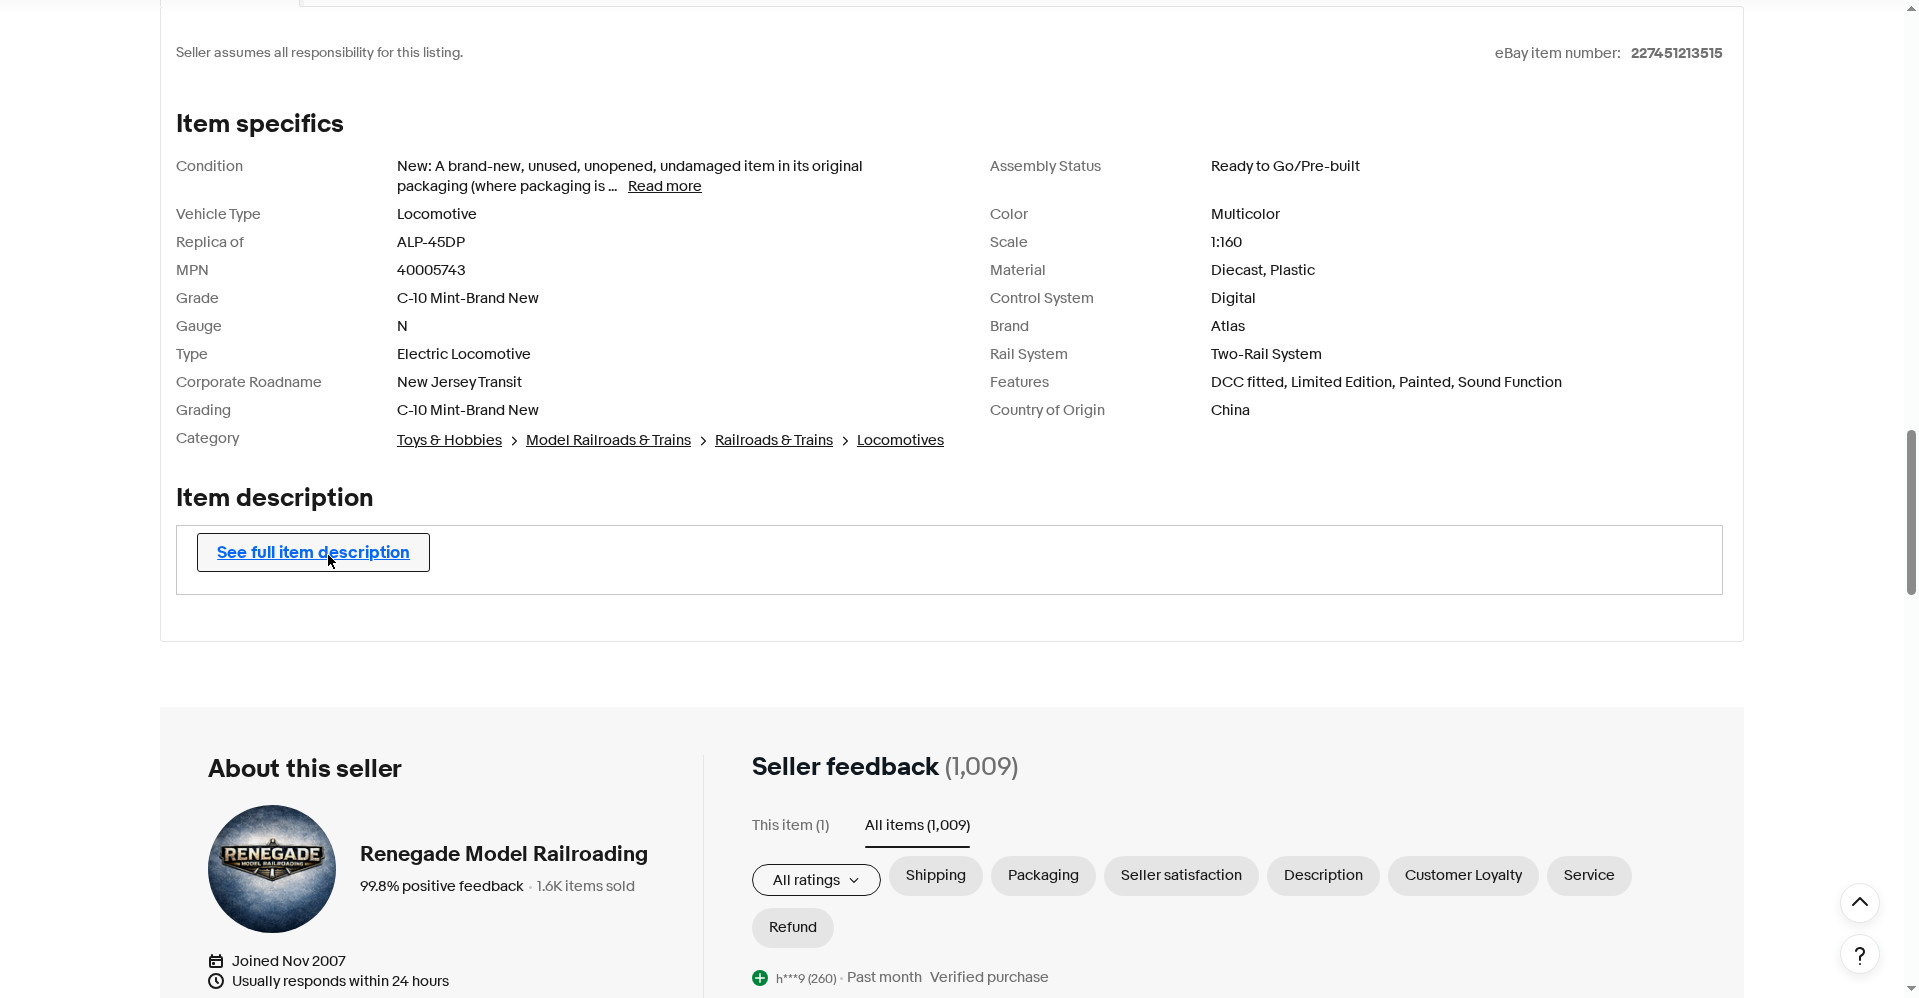 Seller assumes all responsibility for this listing.
eBay item number: 227451213515
Item specifics
Condition
New: A brand-new, unused, unopened, undamaged item in its original
packaging (where packaging is ... Read more
Assembly Status
Ready to Go/Pre-built
Vehicle Type
Locomotive
Color
Multicolor
Replica of
ALP-45DP
Scale
1:160
MPN
40005743
Material
Diecast, Plastic
Grade
C-10 Mint-Brand New
Control System
Digital
Gauge
N
Brand
Atlas
Type
Electric Locomotive
Rail System
Two-Rail System
Corporate Roadname
New Jersey Transit
Features
DCC fitted, Limited Edition, Painted, Sound Function
Grading
C-10 Mint-Brand New
Country of Origin
China
Category
Toys & Hobbies > Model Railroads & Trains > Railroads & Trains > Locomotives
Item description
See full item description
About this seller
RENEGADE
MODEL RAILROADING
Renegade Model Railroading
99.8% positive feedback · 1.6K items sold
Joined Nov 2007
Usually responds within 24 hours
Seller feedback (1,009)
This item (1)
All items (1,009)
All ratings
Shipping
Packaging
Seller satisfaction
Description
Customer Loyalty
Service
Refund
h***9 (260) · Past month Verified purchase
?